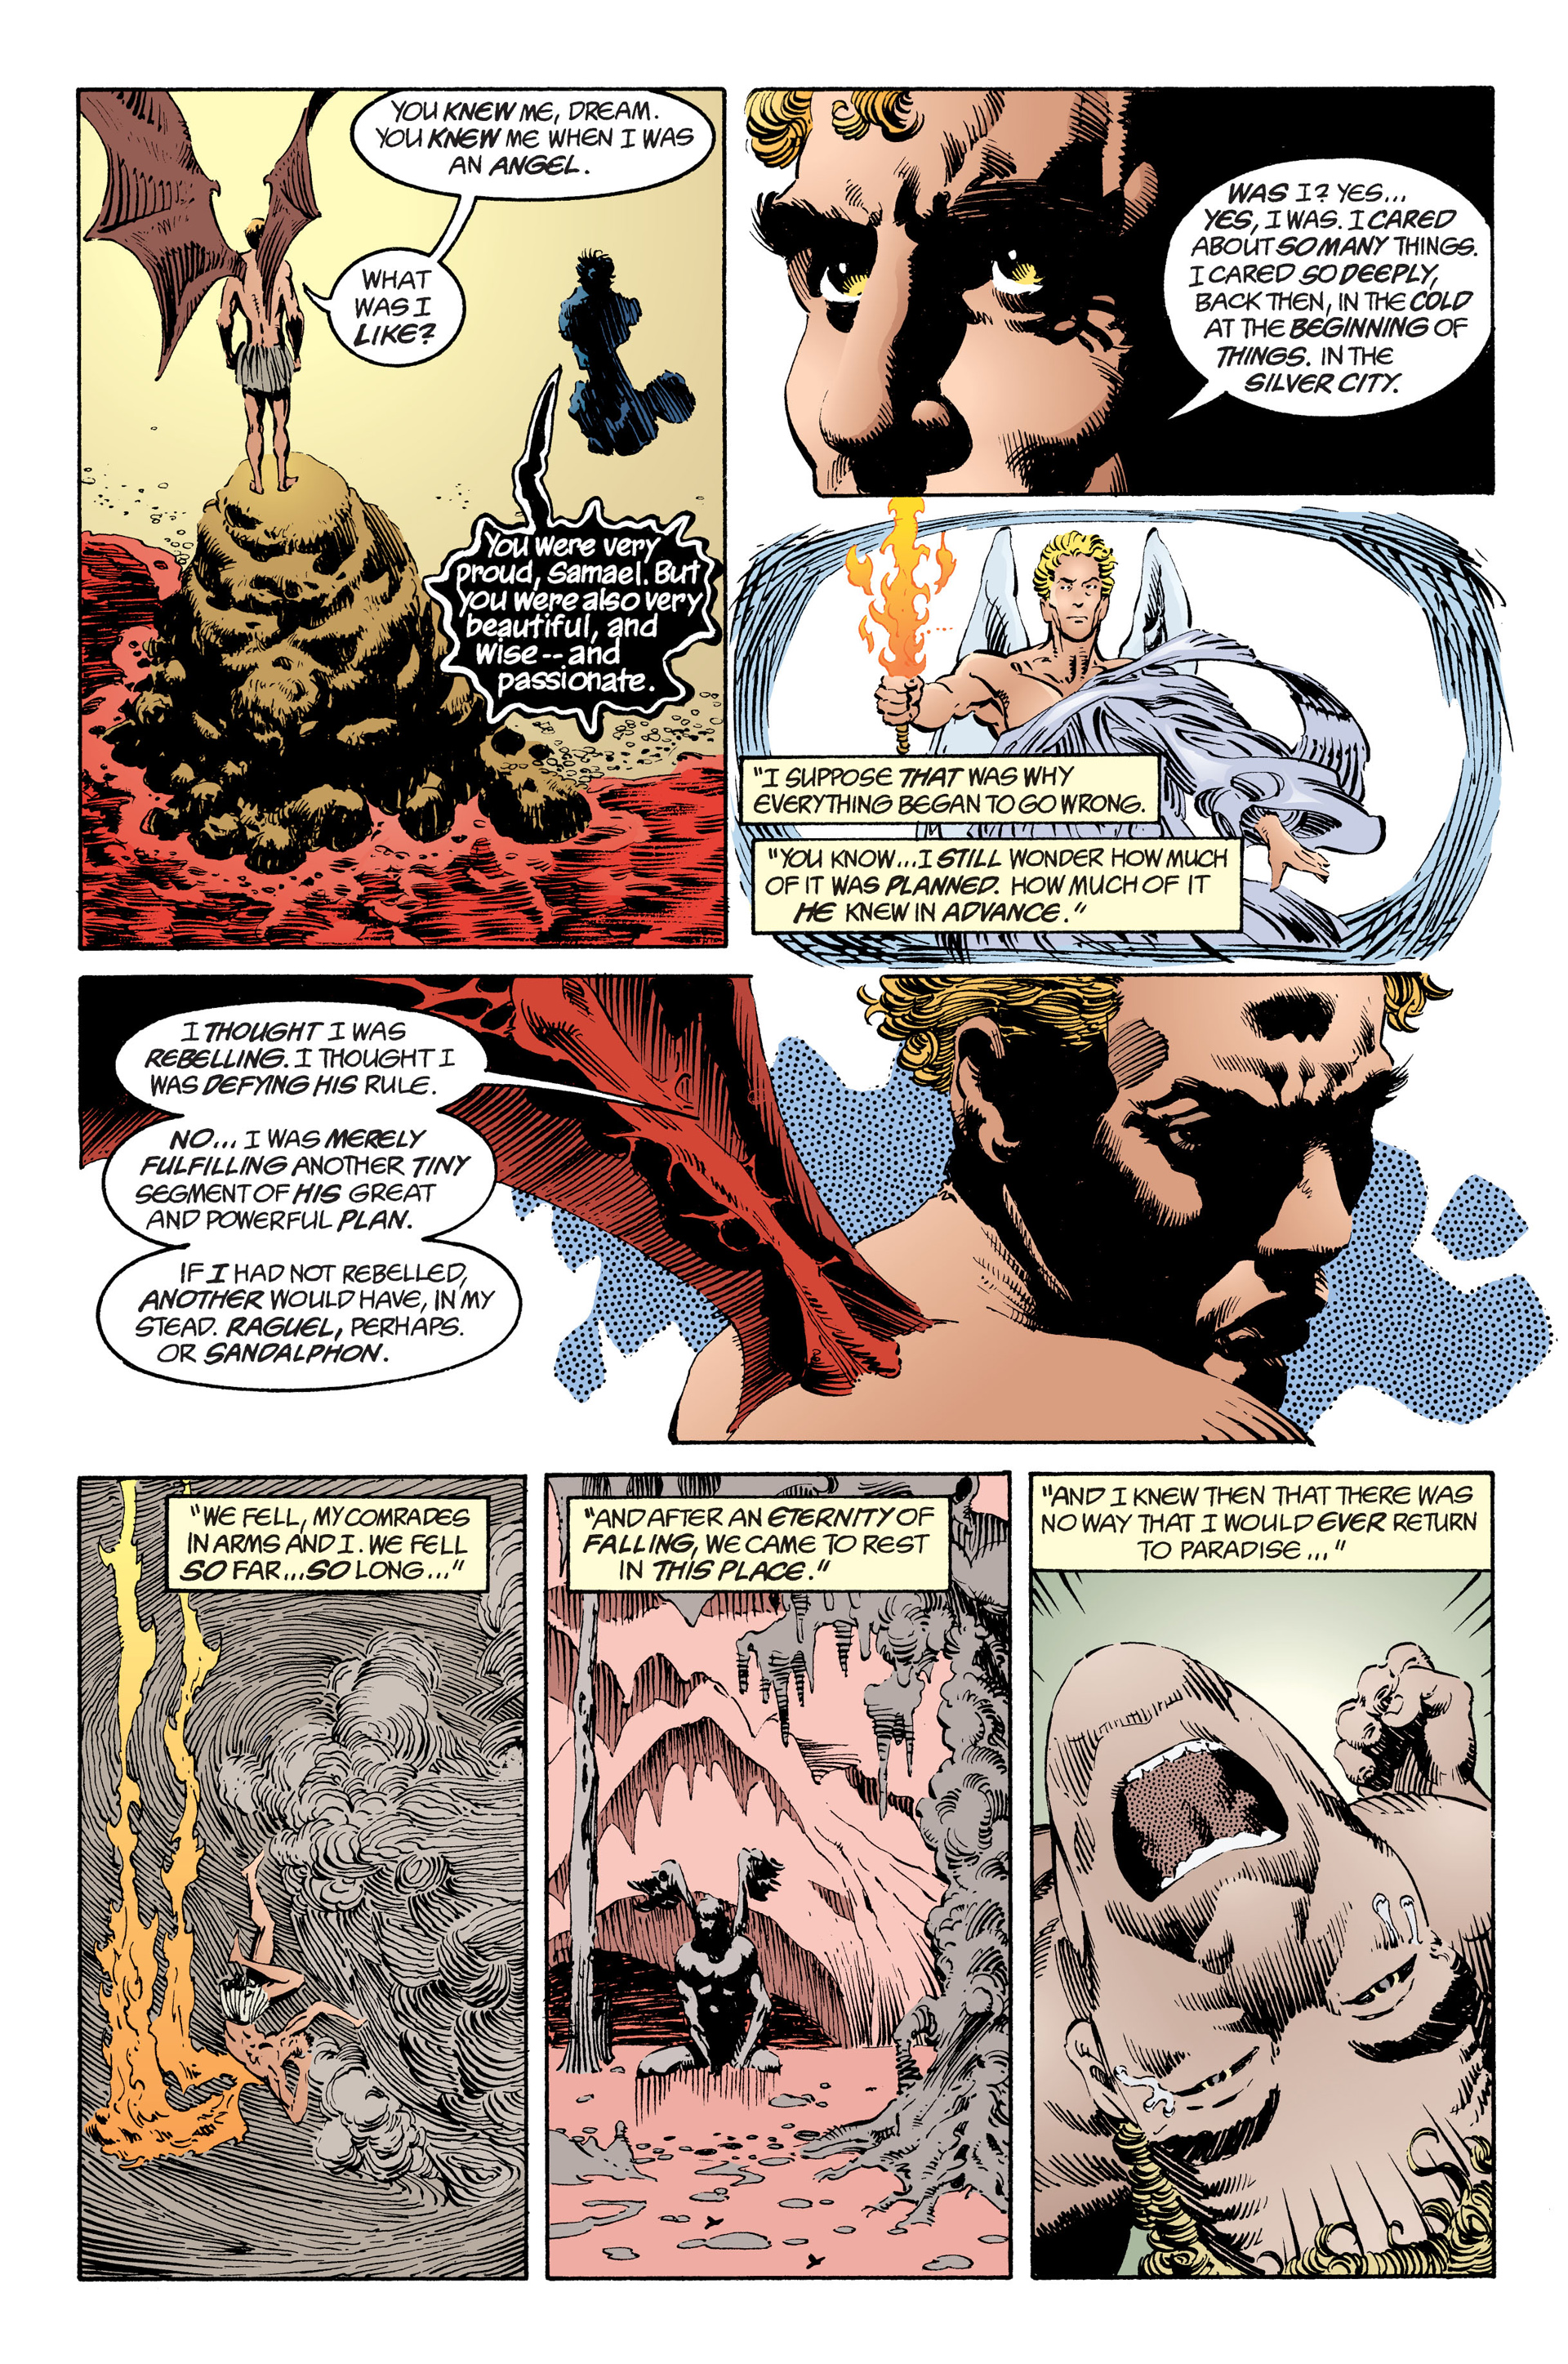 YOU KNEW ME, DREAM.
YOU KNEW ME WHEN I WAS
AN ANGEL.
WHAT
WAS I
LIKE?
You were very
proud, Samael. But
you were also very
beautiful, and
wise -- and
passionate.
WAS I? YES...
YES, I WAS. I CARED
ABOUT SO MANY THINGS.
I CARED SO DEEPLY,
BACK THEN, IN THE COLD
AT THE BEGINNING OF
THINGS. IN THE
SILVER CITY.
"I SUPPOSE THAT WAS WHY
EVERYTHING BEGAN TO GO WRONG.
"YOU KNOW...I STILL WONDER HOW MUCH
OF IT WAS PLANNED. HOW MUCH OF IT
HE KNEW IN ADVANCE."
I THOUGHT I WAS
REBELLING. I THOUGHT I
WAS DEFYING HIS RULE.
NO... I WAS MERELY
FULFILLING ANOTHER TINY
SEGMENT OF HIS GREAT
AND POWERFUL PLAN.
IF I HAD NOT REBELLED,
ANOTHER WOULD HAVE, IN MY
STEAD. RAGUEL, PERHAPS.
OR SANDALPHON.
"WE FELL, MY COMRADES
IN ARMS AND I. WE FELL
SO FAR...SO LONG..."
"AND AFTER AN ETERNITY OF
FALLING, WE CAME TO REST
IN THIS PLACE."
"AND I KNEW THEN THAT THERE WAS
NO WAY THAT I WOULD EVER RETURN
TO PARADISE..."